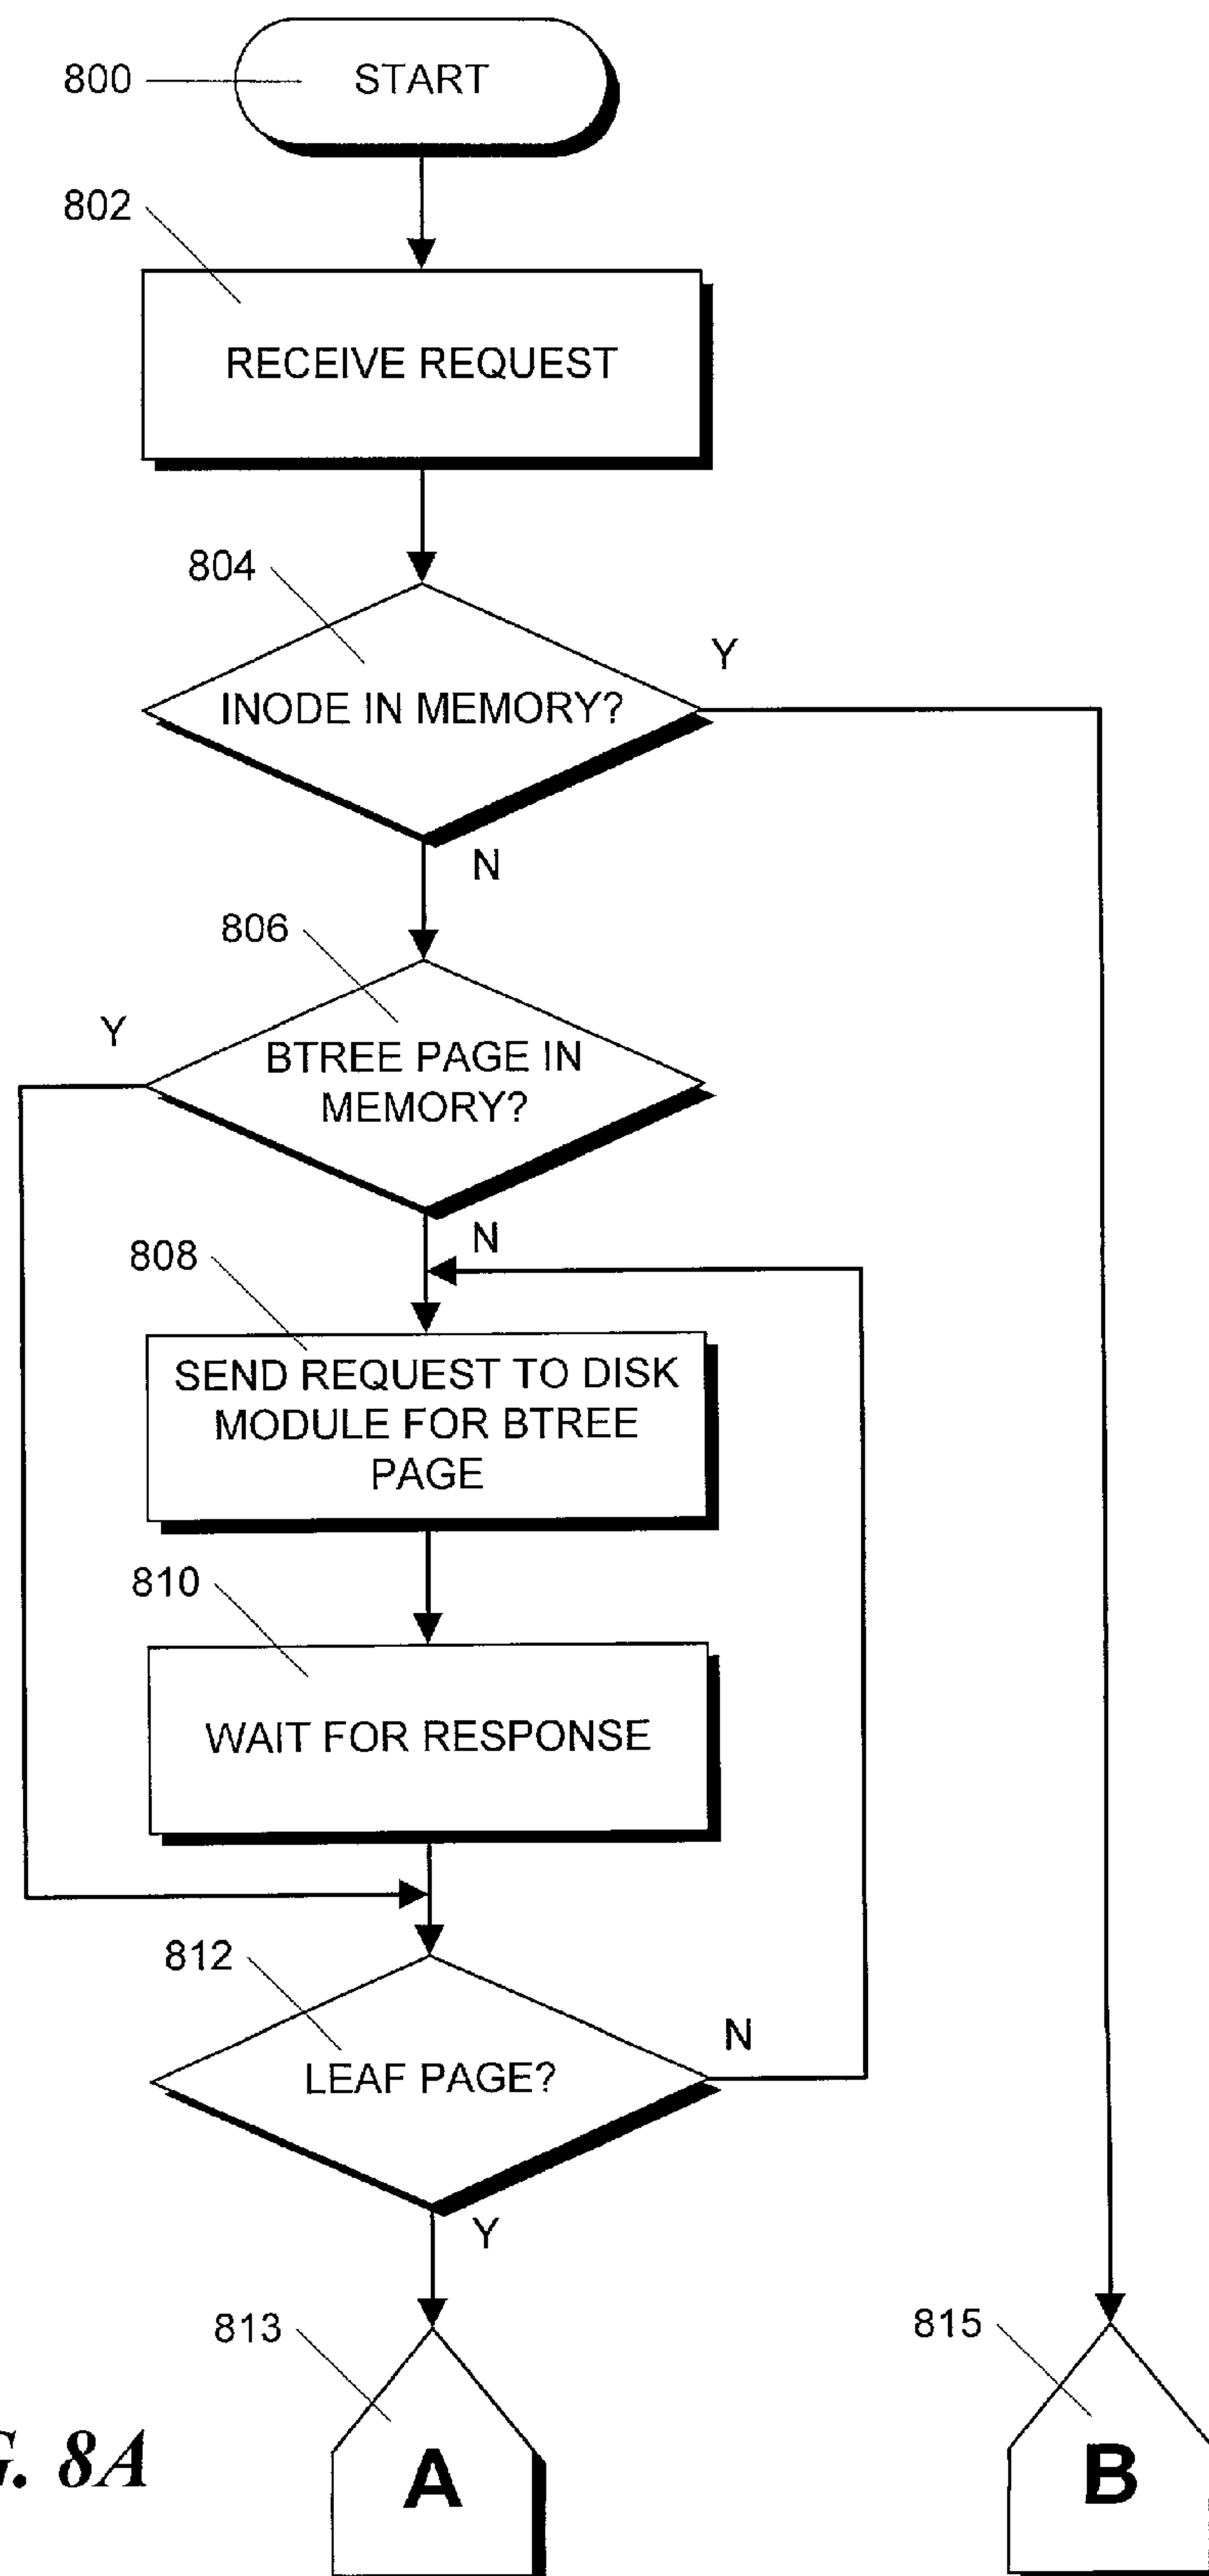 800
START
802
RECEIVE REQUEST
804
Y
INODE IN MEMORY?
N
806
Y
BTREE PAGE IN
MEMORY?
N
808
SEND REQUEST TO DISK
MODULE FOR BTREE
PAGE
810
WAIT FOR RESPONSE
812
N
LEAF PAGE?
Y
813
815
A
B
G. 8A